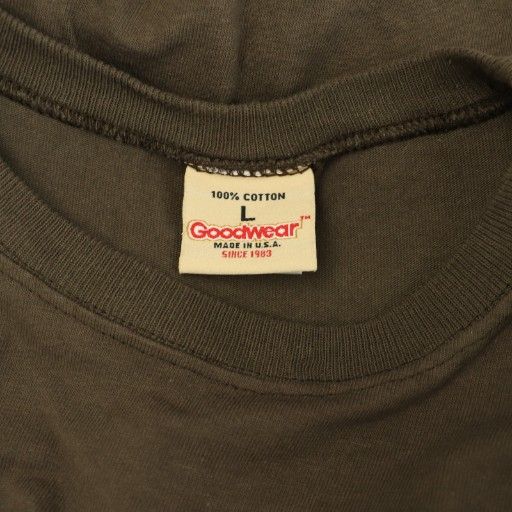 100% COTTON
L
Goodwear™
MADE IN U.S.A.
SINCE 1983